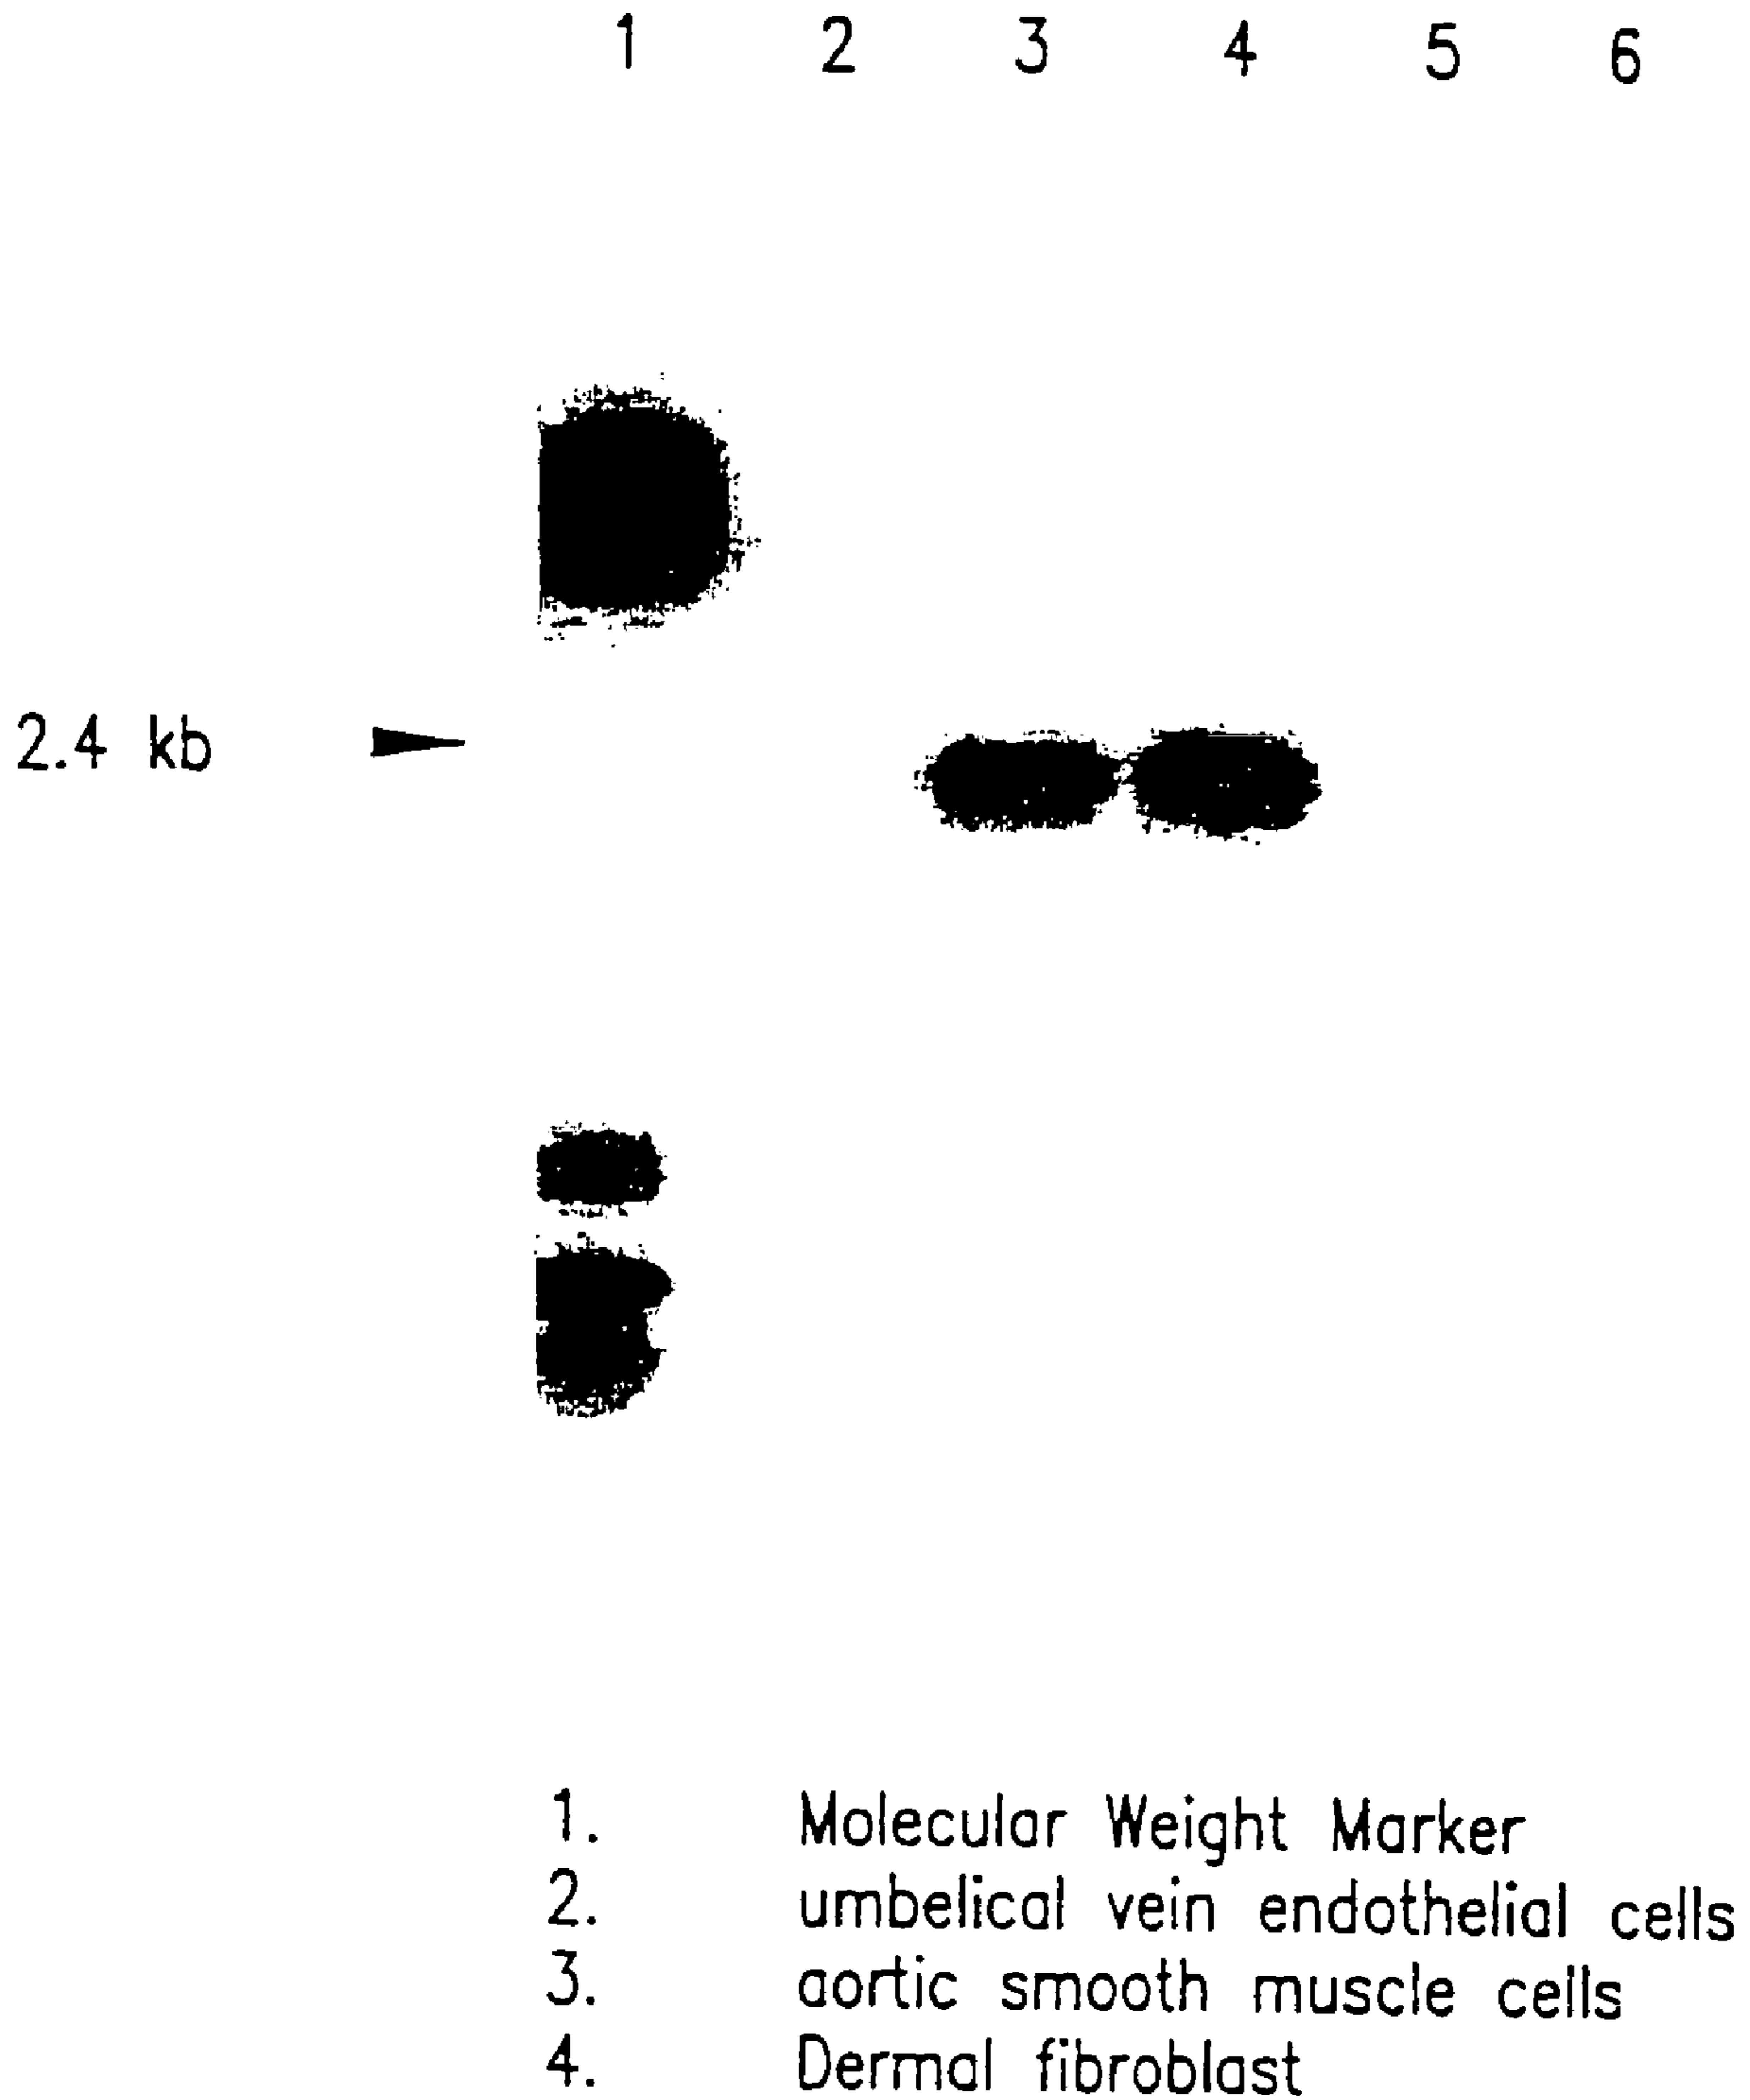 1 2 3 4 5 6
2.4 kb
1. Molecular Weight Marker
2. umbelical vein endothelial cells
3. aortic smooth muscle cells
4. Dermal fibroblast